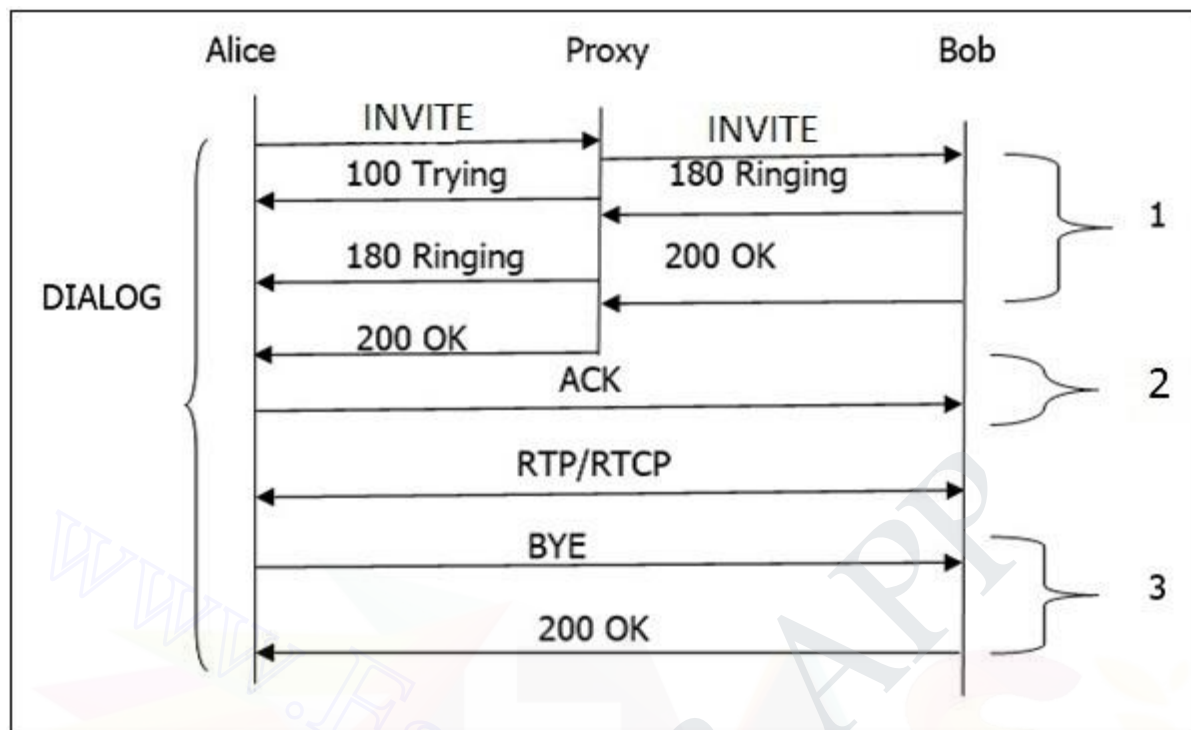 Alice Proxy Bob
INVITE INVITE
100 Trying 180 Ringing
1
180 Ringing 200 OK
DIALOG
200 OK
ACK 2
RTP/RTCP
BYE
3
200 OK
APP